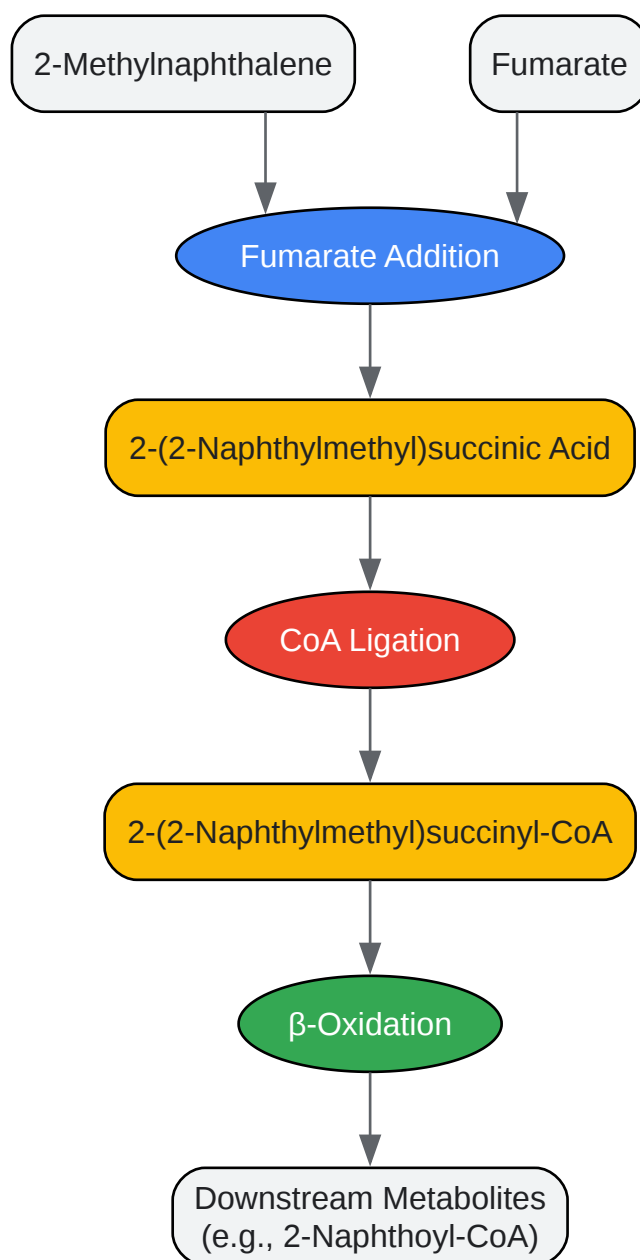 2-Methylnaphthalene
Fumarate
Fumarate Addition
2-(2-Naphthylmethyl)succinic Acid
CoA Ligation
2-(2-Naphthylmethyl)succinyl-CoA
β-Oxidation
Downstream Metabolites
(e.g., 2-Naphthoyl-CoA)